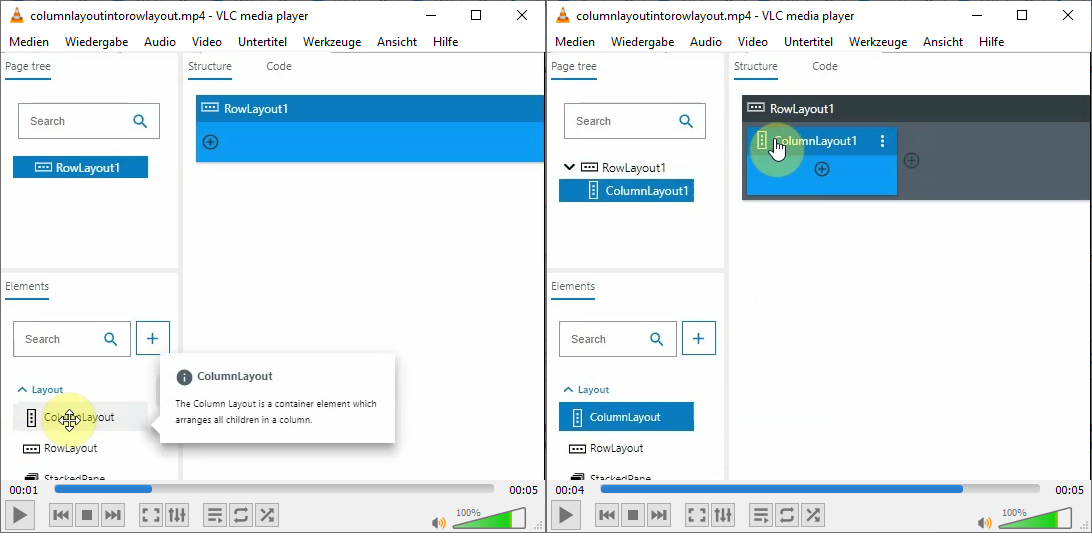 columnlayoutintorowlayout.mp4 - VLC media player
Medien Wiedergabe Audio Video Untertitel Werkzeuge Ansicht Hilfe
Page tree
Structure Code
Search
RowLayout1
RowLayout1
Elements
Search
Layout
ColumnLayout
RowLayout
StackedPane
ColumnLayout
The Column Layout is a container element which
arranges all children in a column.
00:01 00:05
100%
columnlayoutintorowlayout.mp4 - VLC media player
Medien Wiedergabe Audio Video Untertitel Werkzeuge Ansicht Hilfe
Page tree
Structure Code
Search
RowLayout1
ColumnLayout1
RowLayout1
ColumnLayout1
Elements
Search
Layout
ColumnLayout
RowLayout
StackedPane
00:04 00:05
100%